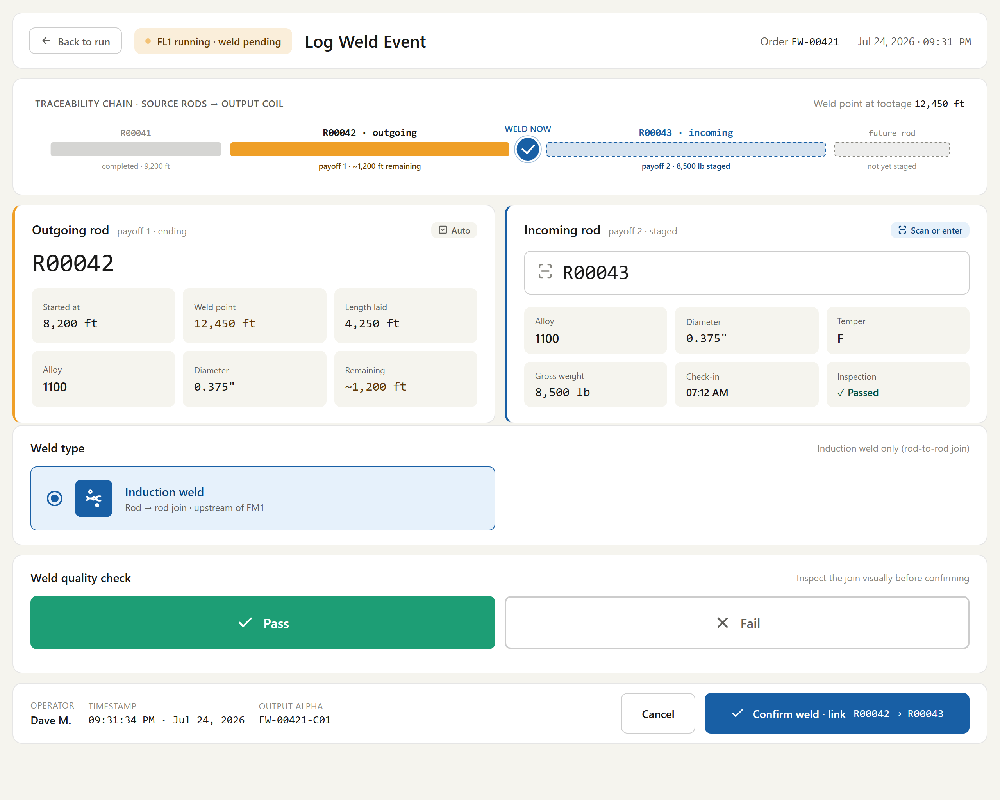 Back to run
FL1 running · weld pending
Log Weld Event
Order FW-00421
Jul 24, 2026 · 09:31 PM
TRACEABILITY CHAIN · SOURCE RODS → OUTPUT COIL
Weld point at footage 12,450 ft
R00041
R00042 · outgoing
WELD NOW
R00043 · incoming
future rod
completed · 9,200 ft
payoff 1 · ~1,200 ft remaining
payoff 2 · 8,500 lb staged
not yet staged
Outgoing rod payoff 1 · ending
Auto
R00042
Started at
8,200 ft
Weld point
12,450 ft
Length laid
4,250 ft
Alloy
1100
Diameter
0.375"
Remaining
~1,200 ft
Incoming rod payoff 2 · staged
Scan or enter
R00043
Alloy
1100
Diameter
0.375"
Temper
F
Gross weight
8,500 lb
Check-in
07:12 AM
Inspection
✓ Passed
Weld type
Induction weld only (rod-to-rod join)
Induction weld
Rod → rod join · upstream of FM1
Weld quality check
Inspect the join visually before confirming
Pass
Fail
OPERATOR
Dave M.
TIMESTAMP
09:31:34 PM · Jul 24, 2026
OUTPUT ALPHA
FW-00421-C01
Cancel
Confirm weld · link R00042 → R00043